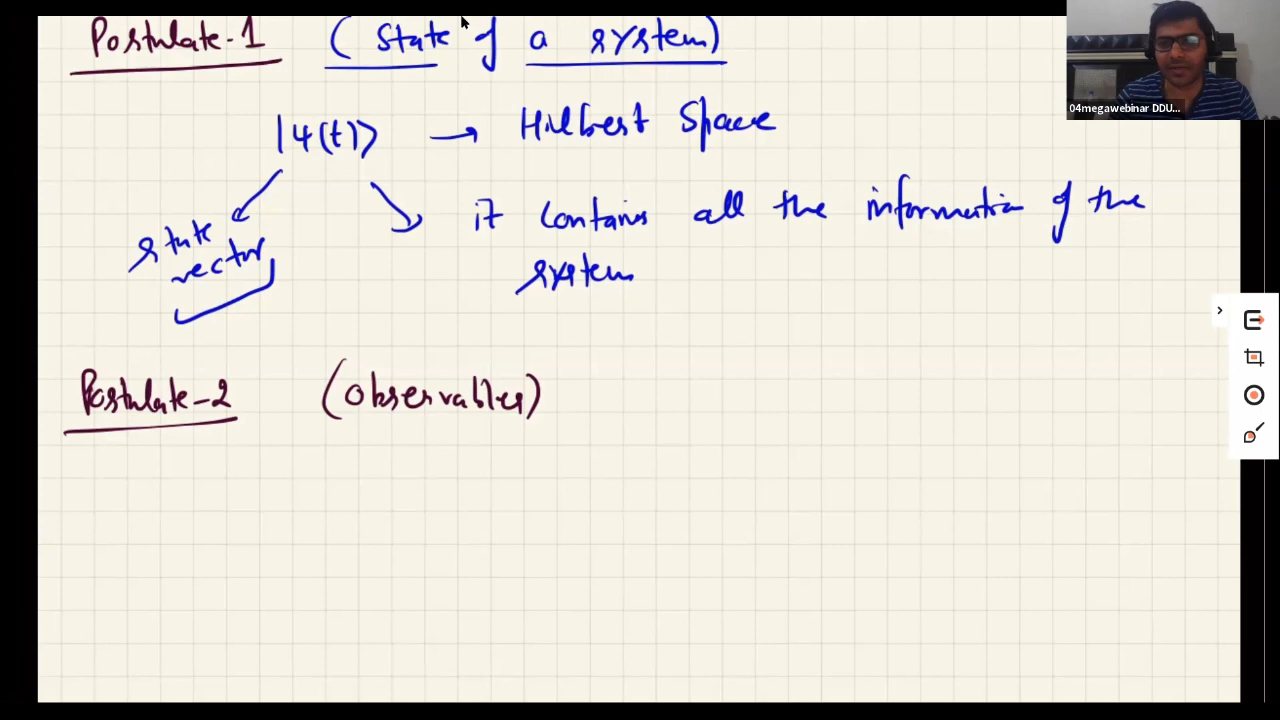 Postulate-1 (State of a system)
04megawebinar DDU...
|ψ(t)⟩ → Hilbert Space
state vector
it contains all the information of the
system
Postulate-2 (Observables)